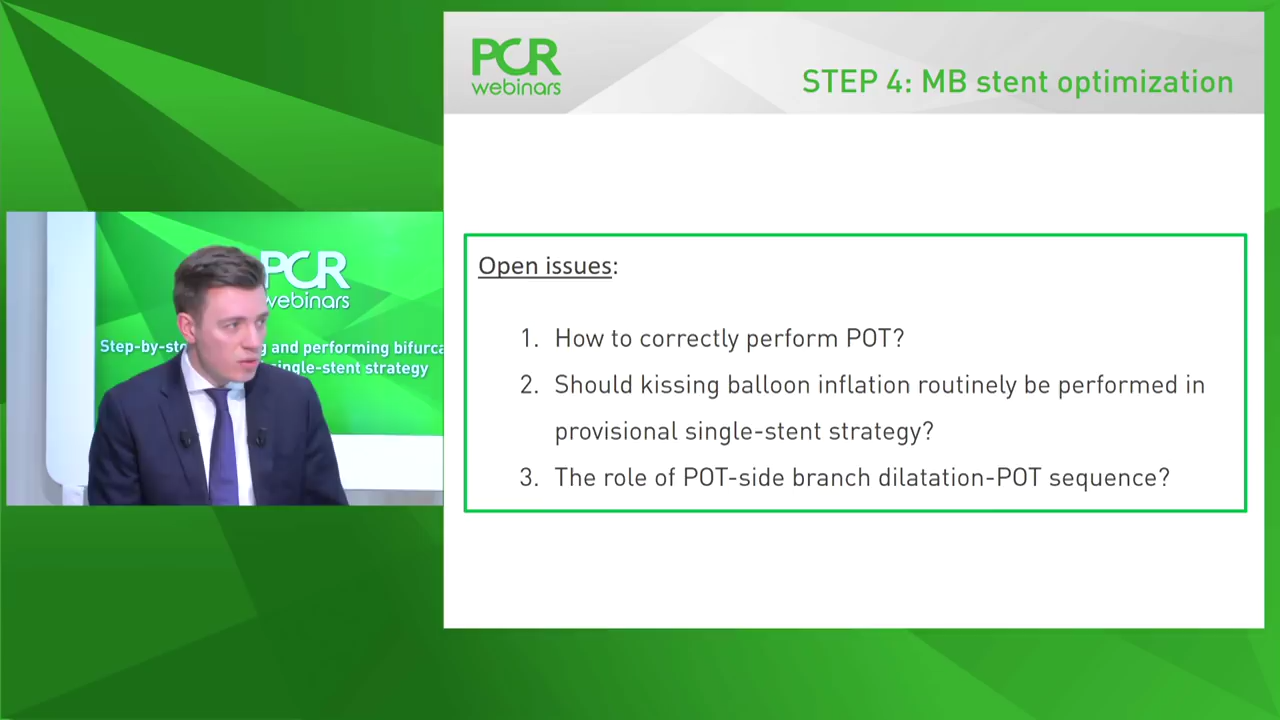 PCR
webinars
STEP 4: MB stent optimization
Open issues:
1. How to correctly perform POT?
2. Should kissing balloon inflation routinely be performed in
provisional single-stent strategy?
3. The role of POT-side branch dilatation-POT sequence?
PCR
webinars
and performing
single-stent strategy